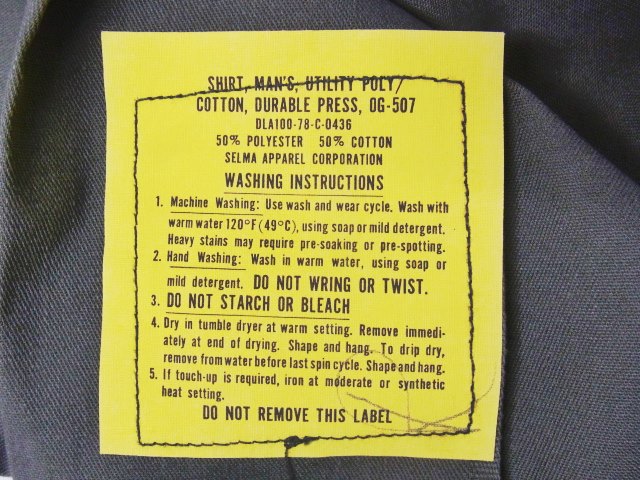 SHIRT, MAN'S, UTILITY POLY/
COTTON, DURABLE PRESS, OG-507
DLA100-78-C-0436
50% POLYESTER 50% COTTON
SELMA APPAREL CORPORATION
WASHING INSTRUCTIONS
1. Machine Washing: Use wash and wear cycle. Wash with
warm water 120°F (49°C), using soap or mild detergent.
Heavy stains may require pre-soaking or pre-spotting.
2. Hand Washing: Wash in warm water, using soap or
mild detergent. DO NOT WRING OR TWIST.
3. DO NOT STARCH OR BLEACH
4. Dry in tumble dryer at warm setting. Remove immedi-
ately at end of drying. Shape and hang. To drip dry,
remove from water before last spin cycle. Shape and hang.
5. If touch-up is required, iron at moderate or synthetic
heat setting.
DO NOT REMOVE THIS LABEL